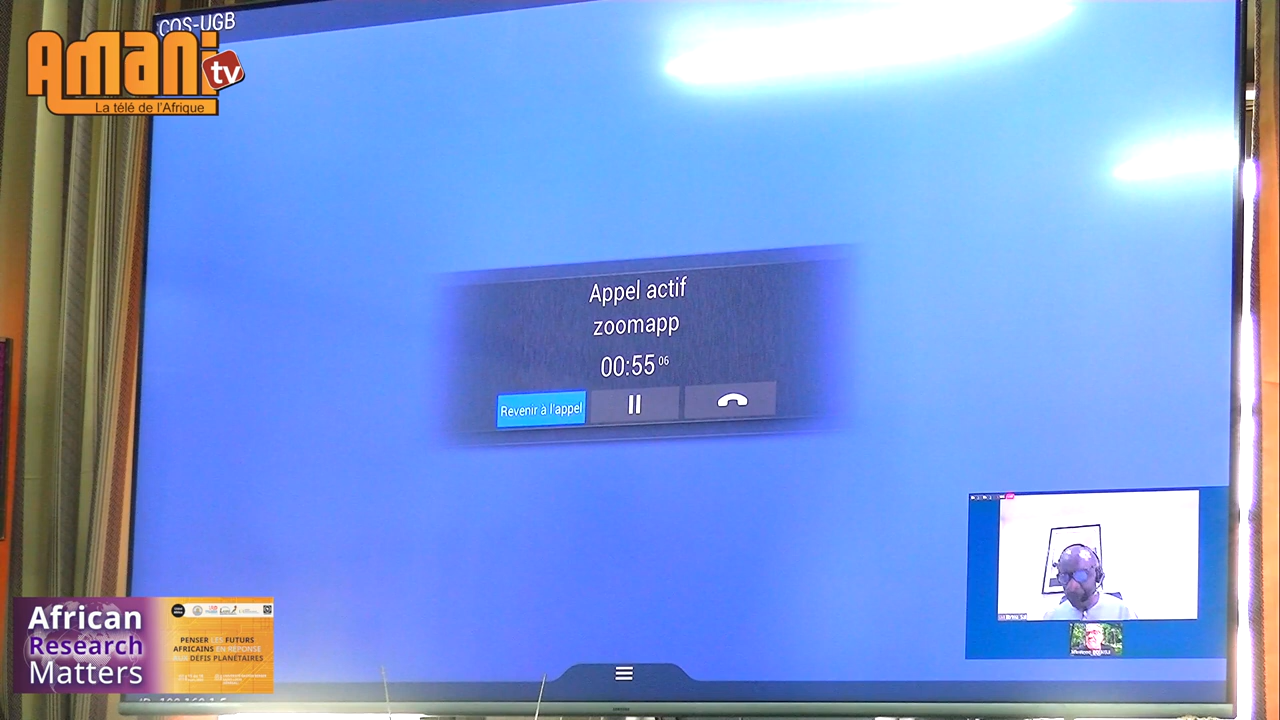 COS-UGB
AMANI
tv
La télé de l'Afrique
Appel actif
zoomapp
00:55 06
Revenir à l'appel
African
Research
Matters
PENSER LES FUTURS
AFRICAINS EN RÉPONSE
AUX DÉFIS PLANÉTAIRES
SAMSUNG